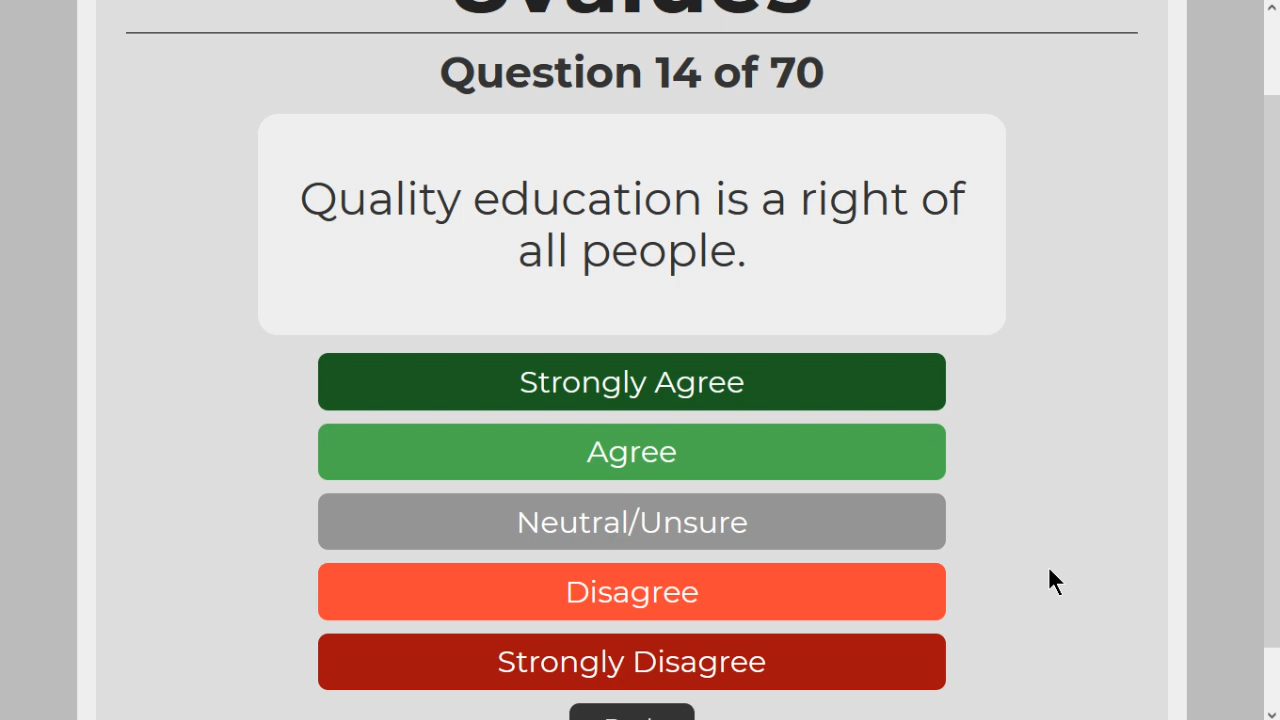 Question 14 of 70
Quality education is a right of
all people.
Strongly Agree
Agree
Neutral/Unsure
Disagree
Strongly Disagree